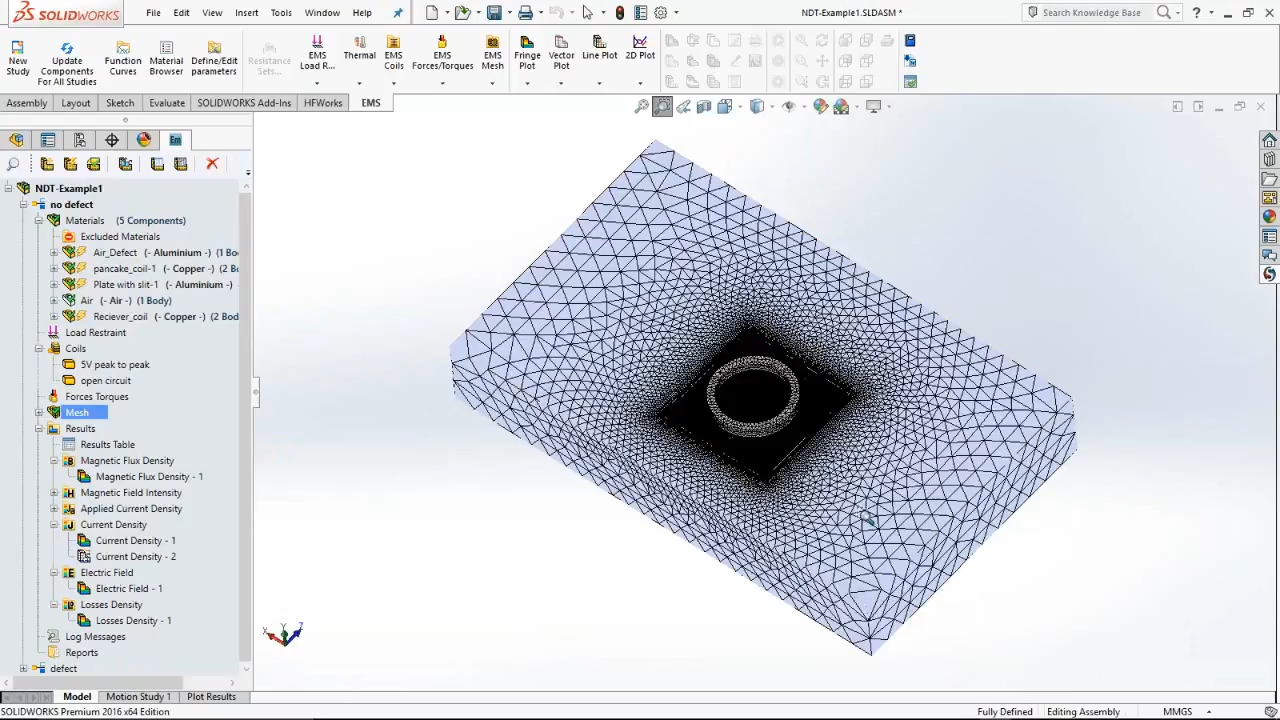 SOLIDWORKS File Edit View Insert Tools Window Help NDT-Example1.SLDASM * Search Knowledge Base
New Study Update Components For All Studies Function Curves Material Browser Define/Edit parameters Resistance Sets... EMS Load R... Thermal EMS Coils EMS Forces/Torques EMS Mesh Fringe Plot Vector Plot Line Plot 2D Plot
Assembly Layout Sketch Evaluate SOLIDWORKS Add-Ins HFWorks EMS
NDT-Example1
no defect
Materials (5 Components)
Excluded Materials
Air_Defect (- Aluminium -) (1 Bo
pancake_coil-1 (- Copper -) (2 Bo
Plate with slit-1 (- Aluminium -)
Air (- Air -) (1 Body)
Reciever_coil (- Copper -) (2 Bod
Load Restraint
Coils
5V peak to peak
open circuit
Forces Torques
Mesh
Results
Results Table
Magnetic Flux Density
Magnetic Flux Density - 1
Magnetic Field Intensity
Applied Current Density
Current Density
Current Density - 1
Current Density - 2
Electric Field
Electric Field - 1
Losses Density
Losses Density - 1
Log Messages
Reports
defect
X Y Z
Model Motion Study 1 Plot Results
SOLIDWORKS Premium 2016 x64 Edition Fully Defined Editing Assembly MMGS